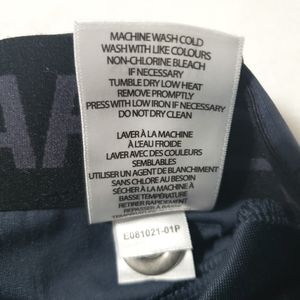 MACHINE WASH COLD
WASH WITH LIKE COLOURS
NON-CHLORINE BLEACH
IF NECESSARY
TUMBLE DRY LOW HEAT
REMOVE PROMPTLY
PRESS WITH LOW IRON IF NECESSARY
DO NOT DRY CLEAN
LAVER À LA MACHINE
À L'EAU FROIDE
LAVER AVEC DES COULEURS
SEMBLABLES
UTILISER UN AGENT DE BLANCHIMENT
SANS CHLORE AU BESOIN
SÉCHER À LA MACHINE À
BASSE TEMPÉRATURE
RETIRER RAPIDEMENT
E081021-01P